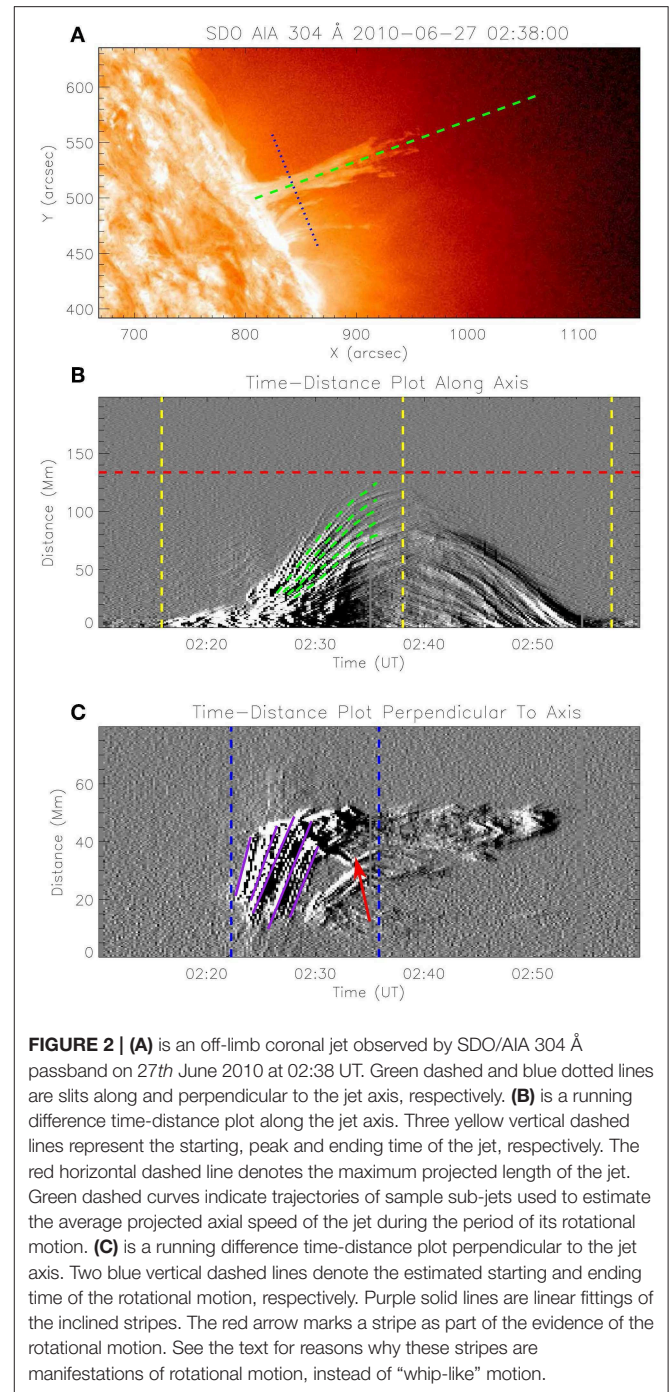 A
SDO AIA 304 Å 2010-06-27 02:38:00
600
550
500
450
400
Y (arcsec)
700 800 900 1000 1100
X (arcsec)
B
Time-Distance Plot Along Axis
150
100
50
0
Distance (Mm)
02:20 02:30 02:40 02:50
Time (UT)
C
Time-Distance Plot Perpendicular To Axis
60
40
20
0
Distance (Mm)
02:20 02:30 02:40 02:50
Time (UT)
FIGURE 2 | (A) is an off-limb coronal jet observed by SDO/AIA 304 Å
passband on 27th June 2010 at 02:38 UT. Green dashed and blue dotted lines
are slits along and perpendicular to the jet axis, respectively. (B) is a running
difference time-distance plot along the jet axis. Three yellow vertical dashed
lines represent the starting, peak and ending time of the jet, respectively. The
red horizontal dashed line denotes the maximum projected length of the jet.
Green dashed curves indicate trajectories of sample sub-jets used to estimate
the average projected axial speed of the jet during the period of its rotational
motion. (C) is a running difference time-distance plot perpendicular to the jet
axis. Two blue vertical dashed lines denote the estimated starting and ending
time of the rotational motion, respectively. Purple solid lines are linear fittings of
the inclined stripes. The red arrow marks a stripe as part of the evidence of the
rotational motion. See the text for reasons why these stripes are
manifestations of rotational motion, instead of “whip-like” motion.